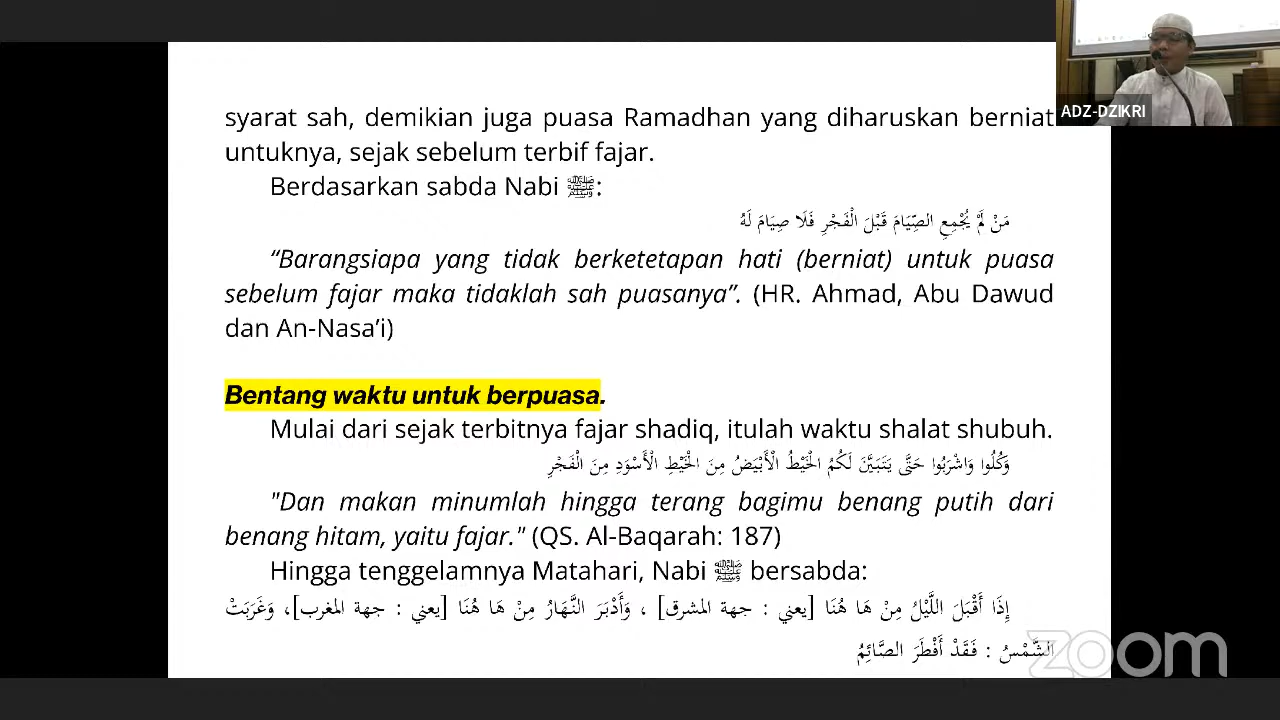 syarat sah, demikian juga puasa Ramadhan yang diharuskan berniat
untuknya, sejak sebelum terbif fajar.
Berdasarkan sabda Nabi ﷺ:
مَنْ لَمْ يُجْمِعِ الصِّيَامَ قَبْلَ الْفَجْرِ فَلَا صِيَامَ لَهُ
“Barangsiapa yang tidak berketetapan hati (berniat) untuk puasa
sebelum fajar maka tidaklah sah puasanya”. (HR. Ahmad, Abu Dawud
dan An-Nasa’i)
Bentang waktu untuk berpuasa.
Mulai dari sejak terbitnya fajar shadiq, itulah waktu shalat shubuh.
وَكُلُوا وَاشْرَبُوا حَتَّى يَتَبَيَّنَ لَكُمُ الْخَيْطُ الْأَبْيَضُ مِنَ الْخَيْطِ الْأَسْوَدِ مِنَ الْفَجْرِ
"Dan makan minumlah hingga terang bagimu benang putih dari
benang hitam, yaitu fajar." (QS. Al-Baqarah: 187)
Hingga tenggelamnya Matahari, Nabi ﷺ bersabda:
إِذَا أَقْبَلَ اللَّيْلُ مِنْ هَا هُنَا [يعني : جهة المشرق] ، وَأَدْبَرَ النَّهَارُ مِنْ هَا هُنَا [يعني : جهة المغرب]، وَغَرَبَتْ
الشَّمْسُ : فَقَدْ أَفْطَرَ الصَّائِمُ
ADZ-DZIKRI
zoom